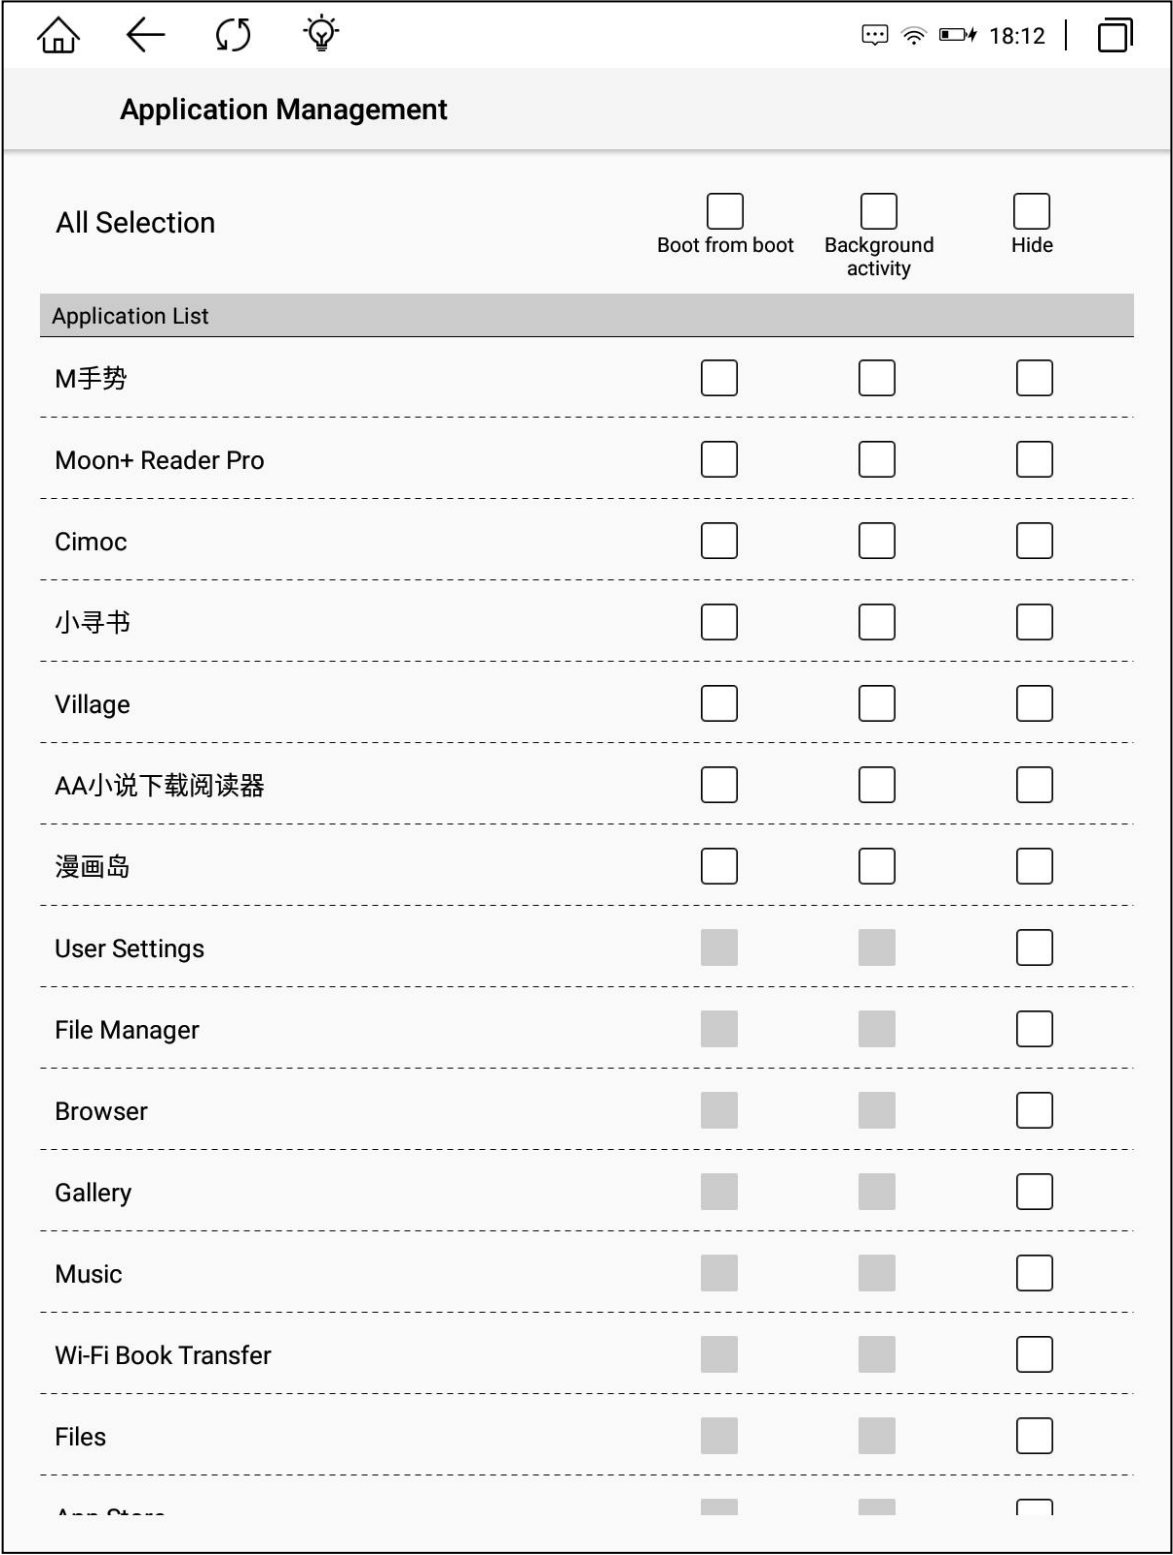 18:12
Application Management
All Selection
Boot from boot
Background
activity
Hide
Application List
M手势
Moon+ Reader Pro
Cimoc
小寻书
Village
AA小说下载阅读器
漫画岛
User Settings
File Manager
Browser
Gallery
Music
Wi-Fi Book Transfer
Files
App Store